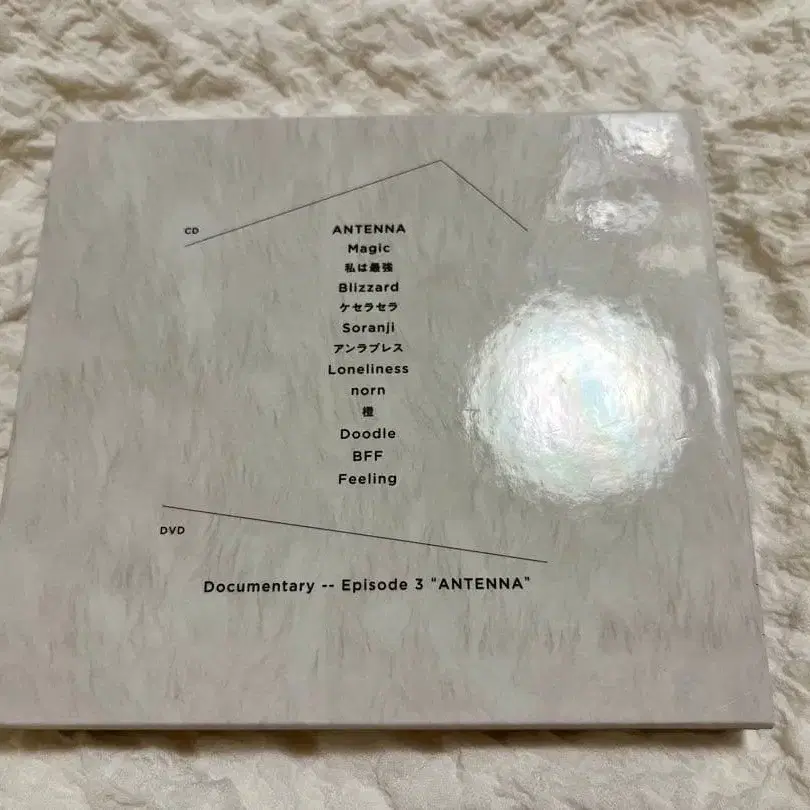 CD
ANTENNA
Magic
私は最強
Blizzard
ケセラセラ
Soranji
アンラブレス
Loneliness
norn
橙
Doodle
BFF
Feeling
DVD
Documentary -- Episode 3 "ANTENNA"